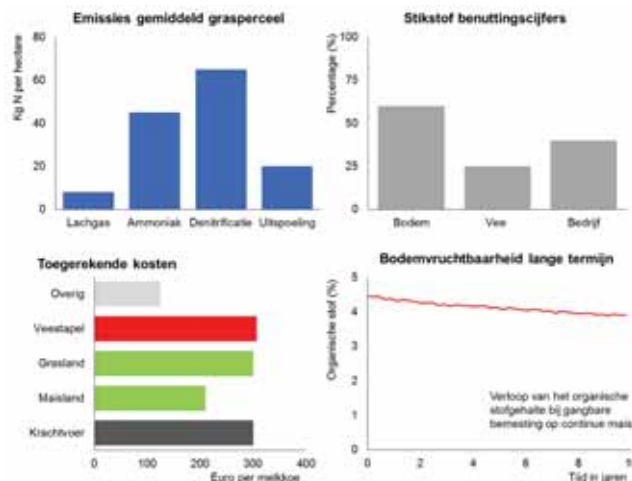 Emissies gemiddeld grasperceel
Kg N per hectare
80
60
40
20
0
Lachgas Ammoniak Denitrificatie Uitspoeling
Stikstof benuttingscijfers
Percentage (%)
100
75
50
25
0
Bodem Vee Bedrijf
Toegerekende kosten
Overig
Veestapel
Grasland
Maisland
Krachtvoer
0 100 200 300 400
Euro per melkkoe
Bodemvruchtbaarheid lange termijn
Organische stof (%)
5
4
3
2
1
0
Verloop van het organische
stofgehalte bij gangbare
bemesting op continue mais
0 2 4 6 8 10
Tijd in jaren